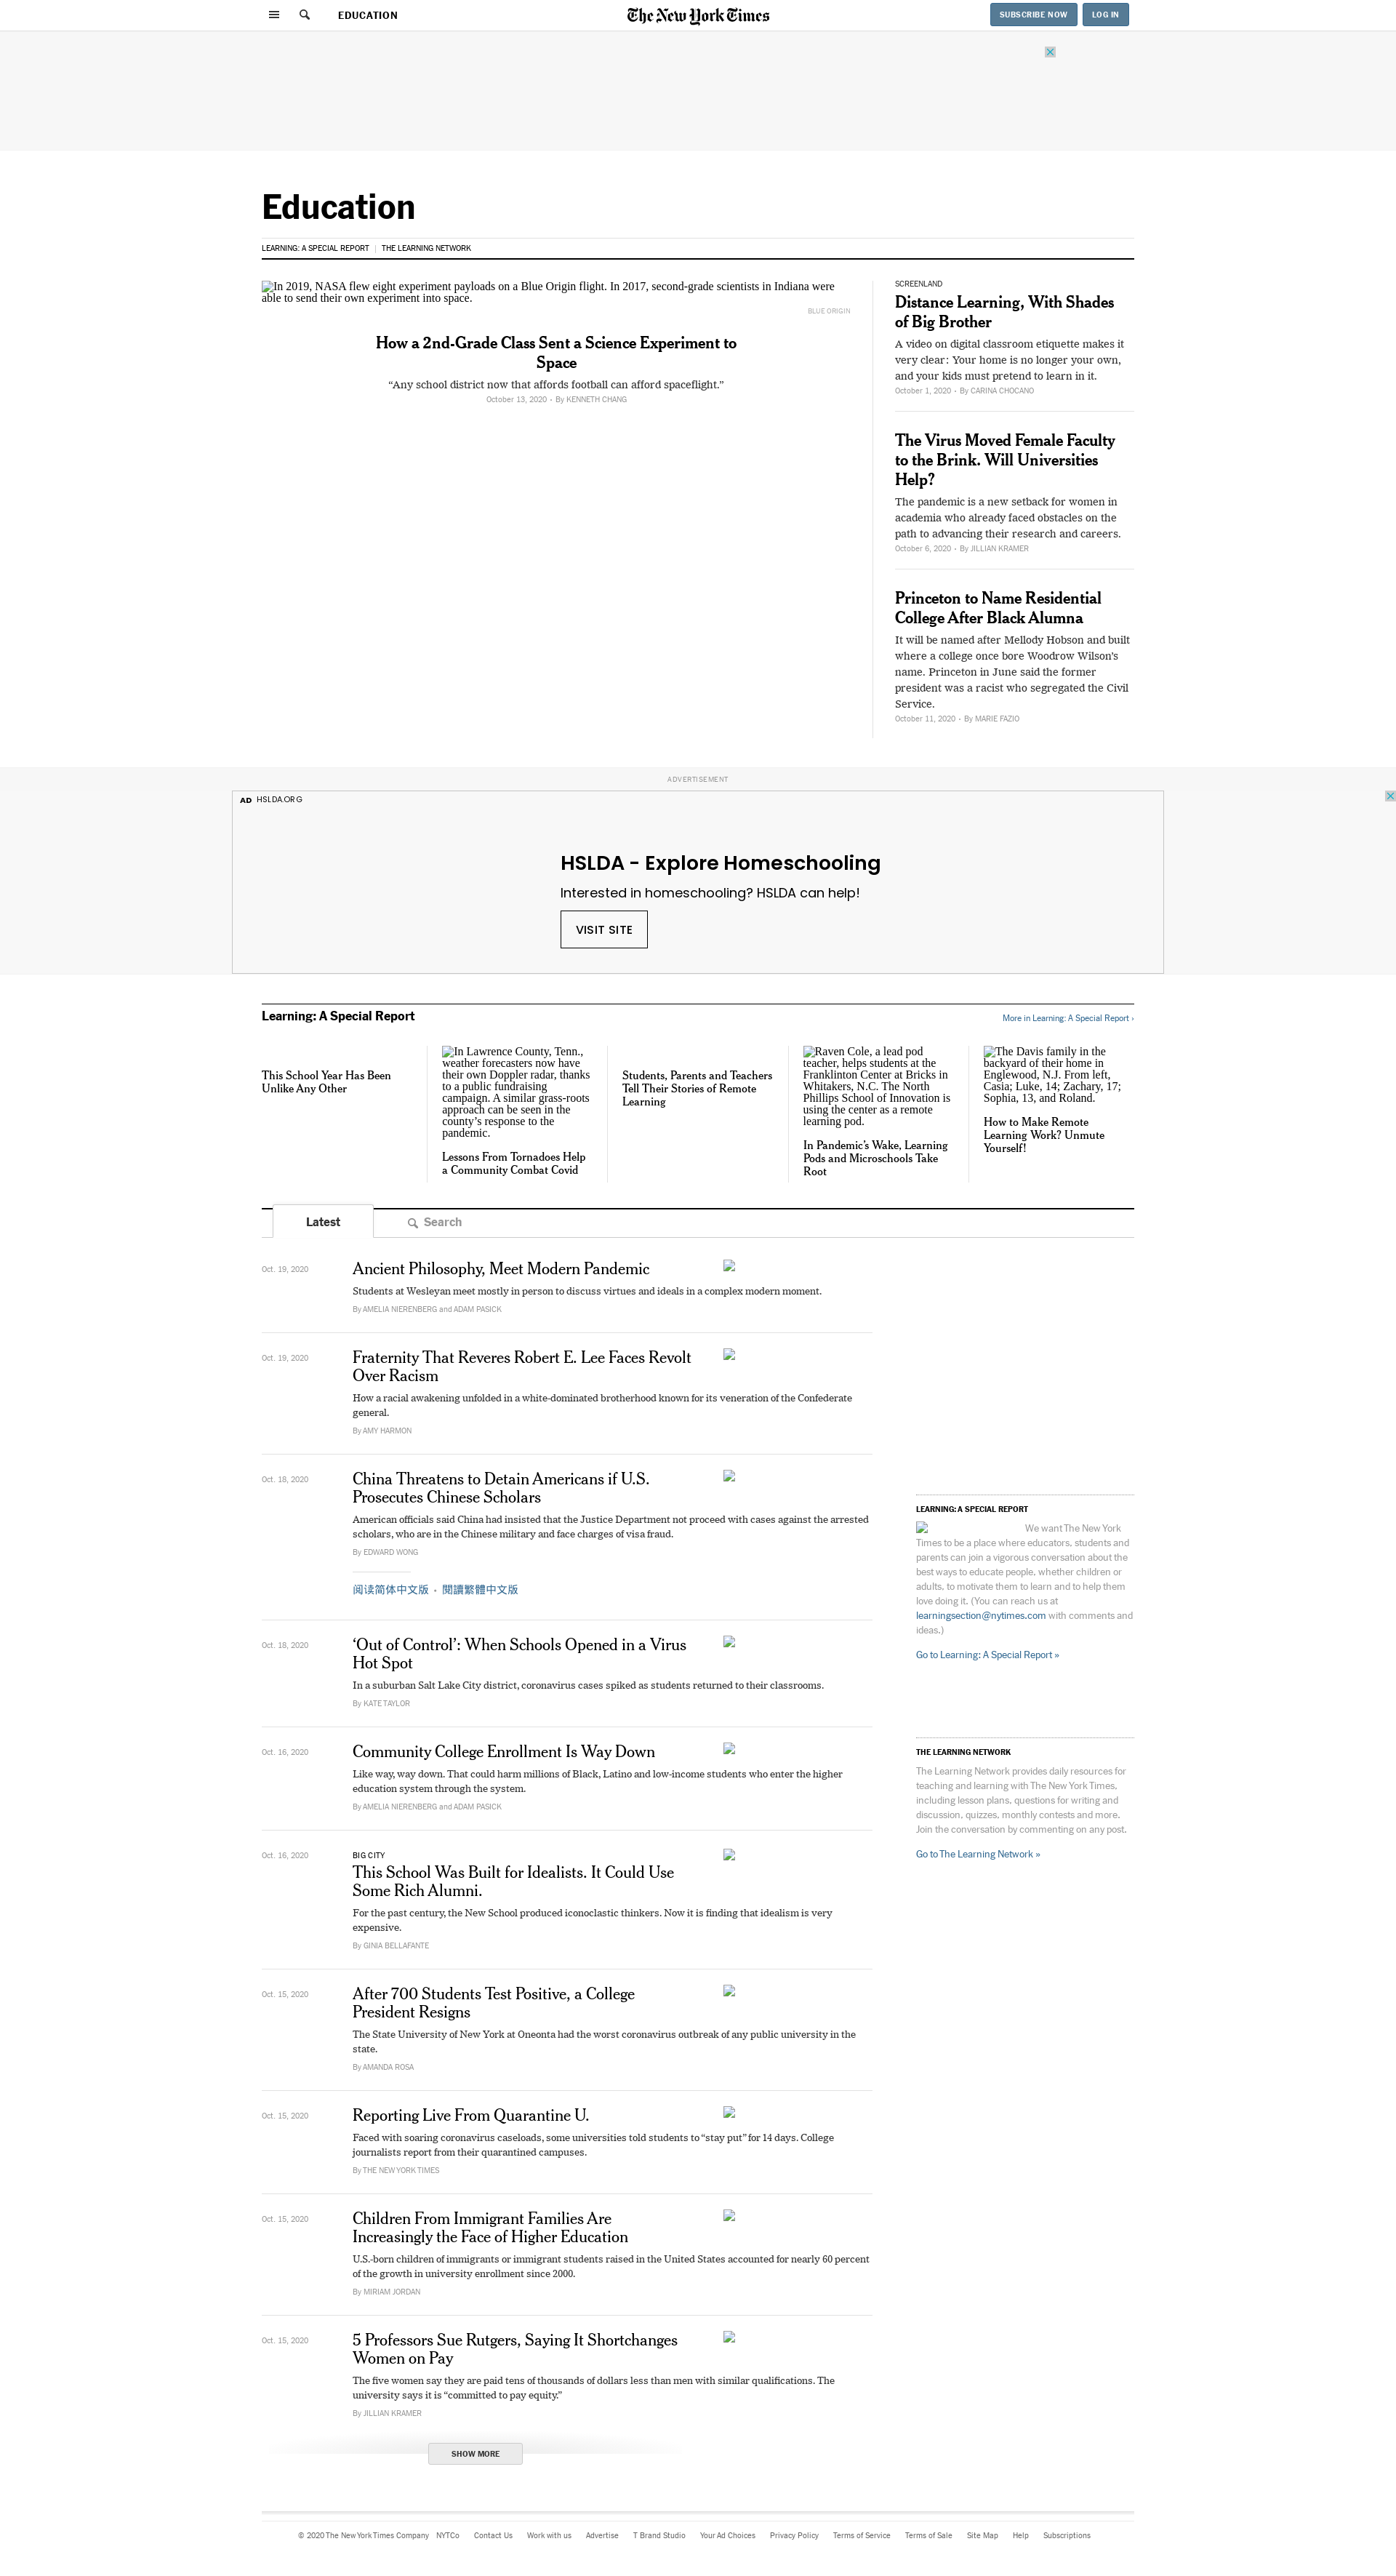 EDUCATION
The New York Times
SUBSCRIBE NOW
LOG IN
Education
LEARNING: A SPECIAL REPORT | THE LEARNING NETWORK
In 2019, NASA flew eight experiment payloads on a Blue Origin flight. In 2017, second-grade scientists in Indiana were
able to send their own experiment into space.
BLUE ORIGIN
How a 2nd-Grade Class Sent a Science Experiment to
Space
“Any school district now that affords football can afford spaceflight.”
October 13, 2020 • By KENNETH CHANG
SCREENLAND
Distance Learning, With Shades
of Big Brother
A video on digital classroom etiquette makes it
very clear: Your home is no longer your own,
and your kids must pretend to learn in it.
October 1, 2020 • By CARINA CHOCANO
The Virus Moved Female Faculty
to the Brink. Will Universities
Help?
The pandemic is a new setback for women in
academia who already faced obstacles on the
path to advancing their research and careers.
October 6, 2020 • By JILLIAN KRAMER
Princeton to Name Residential
College After Black Alumna
It will be named after Mellody Hobson and built
where a college once bore Woodrow Wilson’s
name. Princeton in June said the former
president was a racist who segregated the Civil
Service.
October 11, 2020 • By MARIE FAZIO
ADVERTISEMENT
AD HSLDA.ORG
HSLDA - Explore Homeschooling
Interested in homeschooling? HSLDA can help!
VISIT SITE
Learning: A Special Report
More in Learning: A Special Report ›
This School Year Has Been
Unlike Any Other
In Lawrence County, Tenn.,
weather forecasters now have
their own Doppler radar, thanks
to a public fundraising
campaign. A similar grass-roots
approach can be seen in the
county’s response to the
pandemic.
Lessons From Tornadoes Help
a Community Combat Covid
Students, Parents and Teachers
Tell Their Stories of Remote
Learning
Raven Cole, a lead pod
teacher, helps students at the
Franklinton Center at Bricks in
Whitakers, N.C. The North
Phillips School of Innovation is
using the center as a remote
learning pod.
In Pandemic’s Wake, Learning
Pods and Microschools Take
Root
The Davis family in the
backyard of their home in
Englewood, N.J. From left,
Casia; Luke, 14; Zachary, 17;
Sophia, 13, and Roland.
How to Make Remote
Learning Work? Unmute
Yourself!
Latest
Search
Oct. 19, 2020
Ancient Philosophy, Meet Modern Pandemic
Students at Wesleyan meet mostly in person to discuss virtues and ideals in a complex modern moment.
By AMELIA NIERENBERG and ADAM PASICK
Oct. 19, 2020
Fraternity That Reveres Robert E. Lee Faces Revolt
Over Racism
How a racial awakening unfolded in a white-dominated brotherhood known for its veneration of the Confederate
general.
By AMY HARMON
Oct. 18, 2020
China Threatens to Detain Americans if U.S.
Prosecutes Chinese Scholars
American officials said China had insisted that the Justice Department not proceed with cases against the arrested
scholars, who are in the Chinese military and face charges of visa fraud.
By EDWARD WONG
阅读简体中文版 • 閱讀繁體中文版
Oct. 18, 2020
‘Out of Control’: When Schools Opened in a Virus
Hot Spot
In a suburban Salt Lake City district, coronavirus cases spiked as students returned to their classrooms.
By KATE TAYLOR
Oct. 16, 2020
Community College Enrollment Is Way Down
Like way, way down. That could harm millions of Black, Latino and low-income students who enter the higher
education system through the system.
By AMELIA NIERENBERG and ADAM PASICK
Oct. 16, 2020
BIG CITY
This School Was Built for Idealists. It Could Use
Some Rich Alumni.
For the past century, the New School produced iconoclastic thinkers. Now it is finding that idealism is very
expensive.
By GINIA BELLAFANTE
Oct. 15, 2020
After 700 Students Test Positive, a College
President Resigns
The State University of New York at Oneonta had the worst coronavirus outbreak of any public university in the
state.
By AMANDA ROSA
Oct. 15, 2020
Reporting Live From Quarantine U.
Faced with soaring coronavirus caseloads, some universities told students to “stay put” for 14 days. College
journalists report from their quarantined campuses.
By THE NEW YORK TIMES
Oct. 15, 2020
Children From Immigrant Families Are
Increasingly the Face of Higher Education
U.S.-born children of immigrants or immigrant students raised in the United States accounted for nearly 60 percent
of the growth in university enrollment since 2000.
By MIRIAM JORDAN
Oct. 15, 2020
5 Professors Sue Rutgers, Saying It Shortchanges
Women on Pay
The five women say they are paid tens of thousands of dollars less than men with similar qualifications. The
university says it is “committed to pay equity.”
By JILLIAN KRAMER
SHOW MORE
LEARNING: A SPECIAL REPORT
We want The New York
Times to be a place where educators, students and
parents can join a vigorous conversation about the
best ways to educate people, whether children or
adults, to motivate them to learn and to help them
love doing it. (You can reach us at
learningsection@nytimes.com with comments and
ideas.)
Go to Learning: A Special Report »
THE LEARNING NETWORK
The Learning Network provides daily resources for
teaching and learning with The New York Times,
including lesson plans, questions for writing and
discussion, quizzes, monthly contests and more.
Join the conversation by commenting on any post.
Go to The Learning Network »
© 2020 The New York Times Company NYTCo Contact Us Work with us Advertise T Brand Studio Your Ad Choices Privacy Policy Terms of Service Terms of Sale Site Map Help Subscriptions